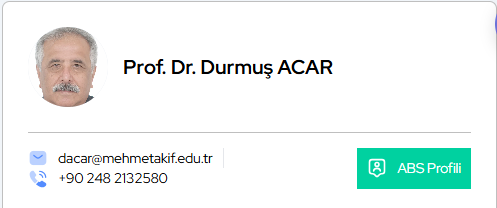 Prof. Dr. Durmuş ACAR
dacar@mehmetakif.edu.tr
+90 248 2132580
ABS Profili